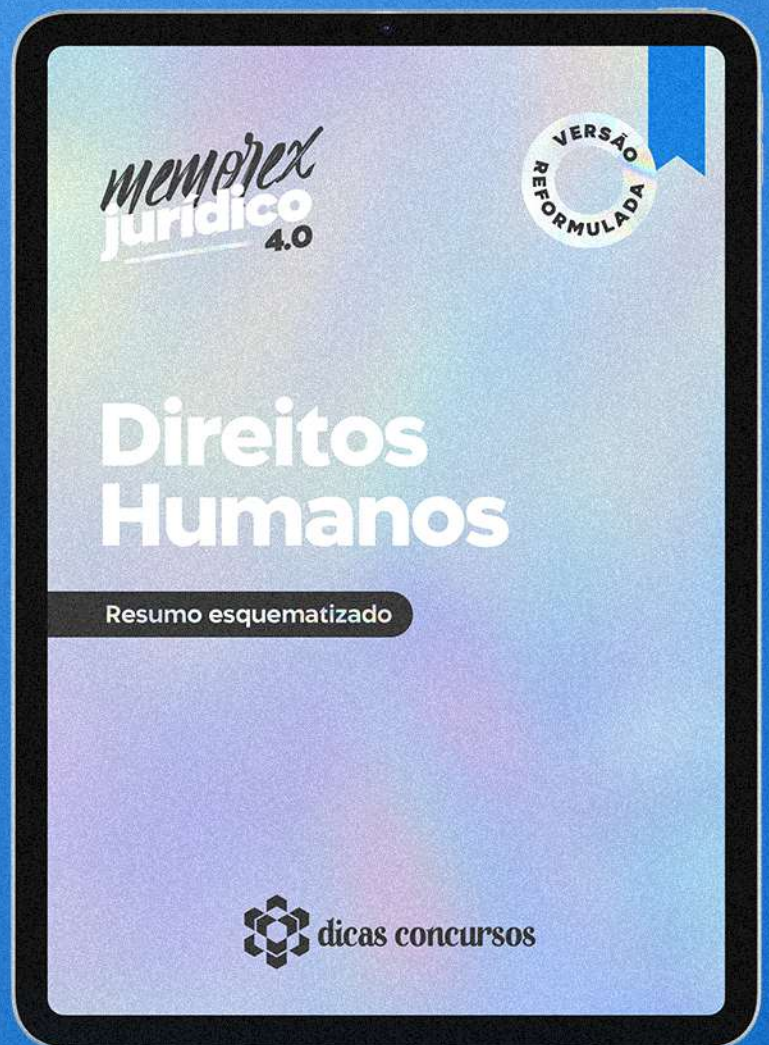 memorex
jurídico
4.0
VERSÃO
REFORMULADA
Direitos
Humanos
Resumo esquematizado
dicas concursos